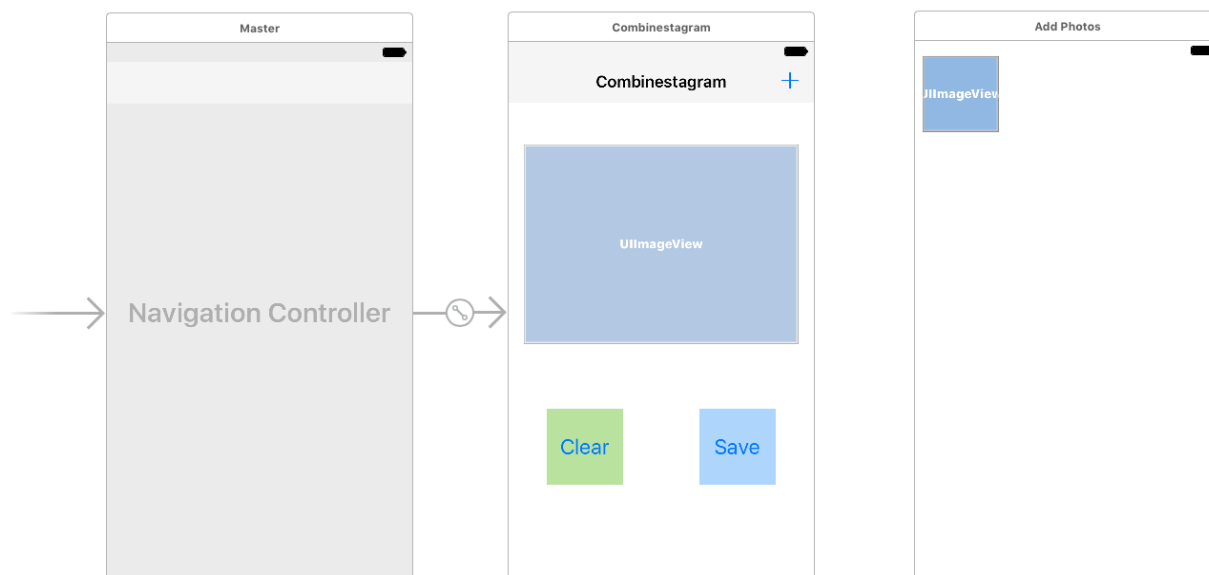 Master
Navigation Controller
Combinestagram
Combinestagram
UIImageView
Clear
Save
Add Photos
UIImageView